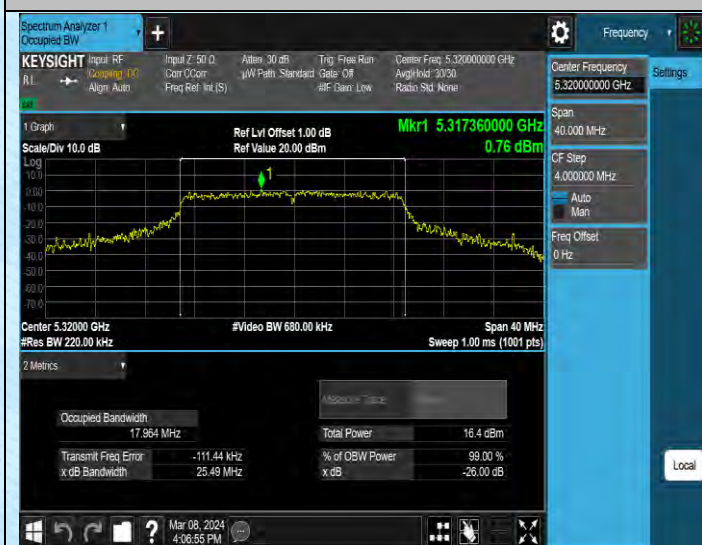 Spectrum Analyzer 1
Occupied BW
+
Frequency
KEYSIGHT Input: RF Input Z: 50 Ω Atten: 30 dB Trig: Free Run Center Freq: 5.320000000 GHz
RL Coupling: DC Corr CCorr µW Path: Standard Gate: Off Avg|Hold: 30/30
Align: Auto Freq Ref: Int (S) #IF Gain: Low Radio Std: None
Center Frequency
5.320000000 GHz
Settings
Span
40.000 MHz
CF Step
4.000000 MHz
Auto
Man
Freq Offset
0 Hz
1 Graph
Scale/Div 10.0 dB
Ref Lvl Offset 1.00 dB
Ref Value 20.00 dBm
Mkr1 5.317360000 GHz
0.76 dBm
Log
10.0
0.00
-10.0
-20.0
-30.0
-40.0
-50.0
-60.0
-70.0
1
Center 5.32000 GHz #Video BW 680.00 kHz Span 40 MHz
#Res BW 220.00 kHz Sweep 1.00 ms (1001 pts)
2 Metrics
Measure Trace
Occupied Bandwidth
17.964 MHz
Total Power 16.4 dBm
Transmit Freq Error -111.44 kHz % of OBW Power 99.00 %
x dB Bandwidth 25.49 MHz x dB -26.00 dB
Local
?
Mar 08, 2024
4:06:55 PM